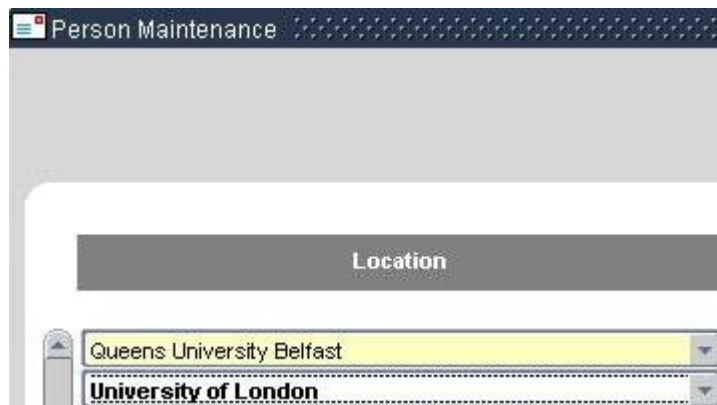 Person Maintenance
Location
Queens University Belfast
University of London